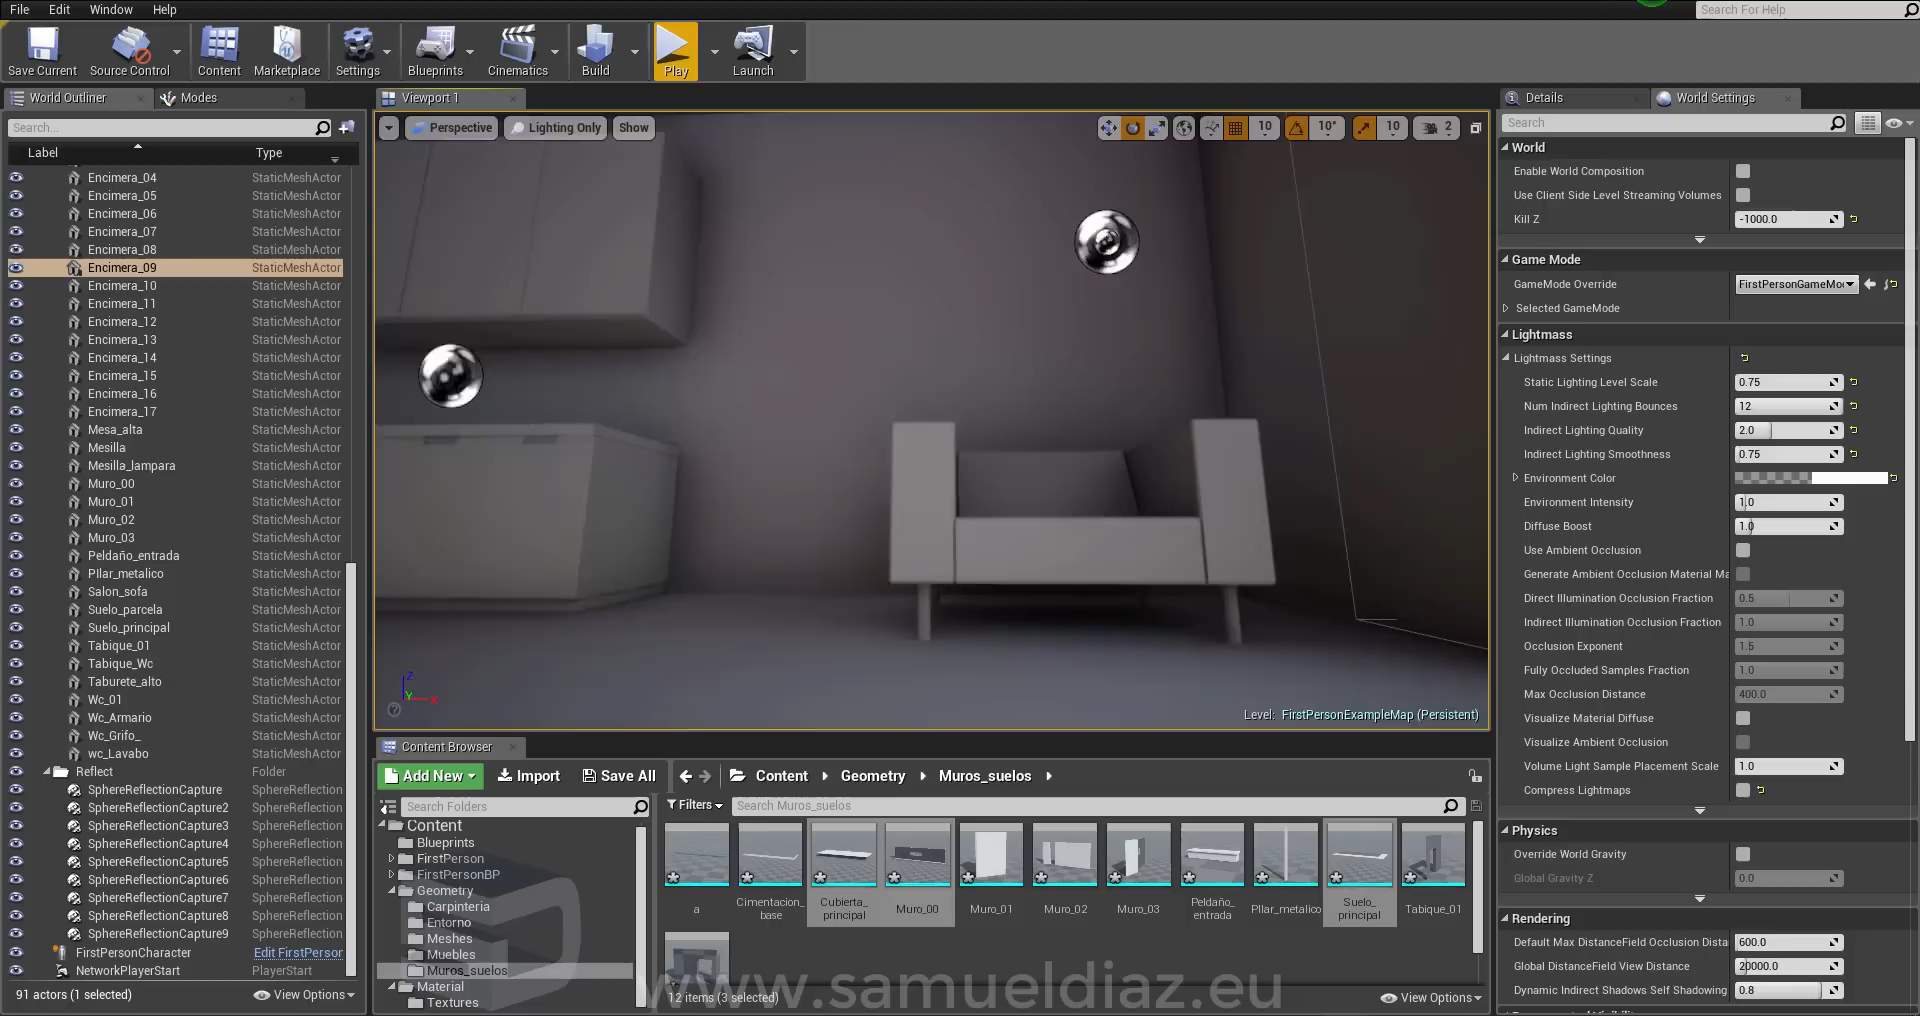 File Edit Window Help
Search For Help
Save Current Source Control Content Marketplace Settings Blueprints Cinematics Build Play Launch
World Outliner
Modes
Search...
Label Type
Encimera_04 StaticMeshActor
Encimera_05 StaticMeshActor
Encimera_06 StaticMeshActor
Encimera_07 StaticMeshActor
Encimera_08 StaticMeshActor
Encimera_09 StaticMeshActor
Encimera_10 StaticMeshActor
Encimera_11 StaticMeshActor
Encimera_12 StaticMeshActor
Encimera_13 StaticMeshActor
Encimera_14 StaticMeshActor
Encimera_15 StaticMeshActor
Encimera_16 StaticMeshActor
Encimera_17 StaticMeshActor
Mesa_alta StaticMeshActor
Mesilla StaticMeshActor
Mesilla_lampara StaticMeshActor
Muro_00 StaticMeshActor
Muro_01 StaticMeshActor
Muro_02 StaticMeshActor
Muro_03 StaticMeshActor
Peldaño_entrada StaticMeshActor
PIlar_metalico StaticMeshActor
Salon_sofa StaticMeshActor
Suelo_parcela StaticMeshActor
Suelo_principal StaticMeshActor
Tabique_01 StaticMeshActor
Tabique_Wc StaticMeshActor
Taburete_alto StaticMeshActor
Wc_01 StaticMeshActor
Wc_Armario StaticMeshActor
Wc_Grifo_ StaticMeshActor
wc_Lavabo StaticMeshActor
Reflect Folder
SphereReflectionCapture SphereReflection
SphereReflectionCapture2 SphereReflection
SphereReflectionCapture3 SphereReflection
SphereReflectionCapture4 SphereReflection
SphereReflectionCapture5 SphereReflection
SphereReflectionCapture6 SphereReflection
SphereReflectionCapture7 SphereReflection
SphereReflectionCapture8 SphereReflection
SphereReflectionCapture9 SphereReflection
FirstPersonCharacter Edit FirstPerson
NetworkPlayerStart PlayerStart
91 actors (1 selected) View Options
Viewport 1
Perspective Lighting Only Show
10 10° 10 2
Z
Y
X
Level: FirstPersonExampleMap (Persistent)
Content Browser
Add New Import Save All Content Geometry Muros_suelos
Search Folders
Filters Search Muros_suelos
Content
Blueprints
FirstPerson
FirstPersonBP
Geometry
Carpinteria
Entorno
Meshes
Muebles
Muros_suelos
Material
Textures
a
Cimentacion_
base
Cubierta_
principal
Muro_00
Muro_01
Muro_02
Muro_03
Peldaño_
entrada
PIlar_metalico
Suelo_
principal
Tabique_01
12 items (3 selected) View Options
www.samueldiaz.eu
Details
World Settings
Search
World
Enable World Composition
Use Client Side Level Streaming Volumes
Kill Z -1000.0
Game Mode
GameMode Override FirstPersonGameMo
Selected GameMode
Lightmass
Lightmass Settings
Static Lighting Level Scale 0.75
Num Indirect Lighting Bounces 12
Indirect Lighting Quality 2.0
Indirect Lighting Smoothness 0.75
Environment Color
Environment Intensity 1.0
Diffuse Boost 1.0
Use Ambient Occlusion
Generate Ambient Occlusion Material Ma
Direct Illumination Occlusion Fraction 0.5
Indirect Illumination Occlusion Fraction 1.0
Occlusion Exponent 1.5
Fully Occluded Samples Fraction 1.0
Max Occlusion Distance 400.0
Visualize Material Diffuse
Visualize Ambient Occlusion
Volume Light Sample Placement Scale 1.0
Compress Lightmaps
Physics
Override World Gravity
Global Gravity Z 0.0
Rendering
Default Max DistanceField Occlusion Dista 600.0
Global DistanceField View Distance 20000.0
Dynamic Indirect Shadows Self Shadowing 0.8